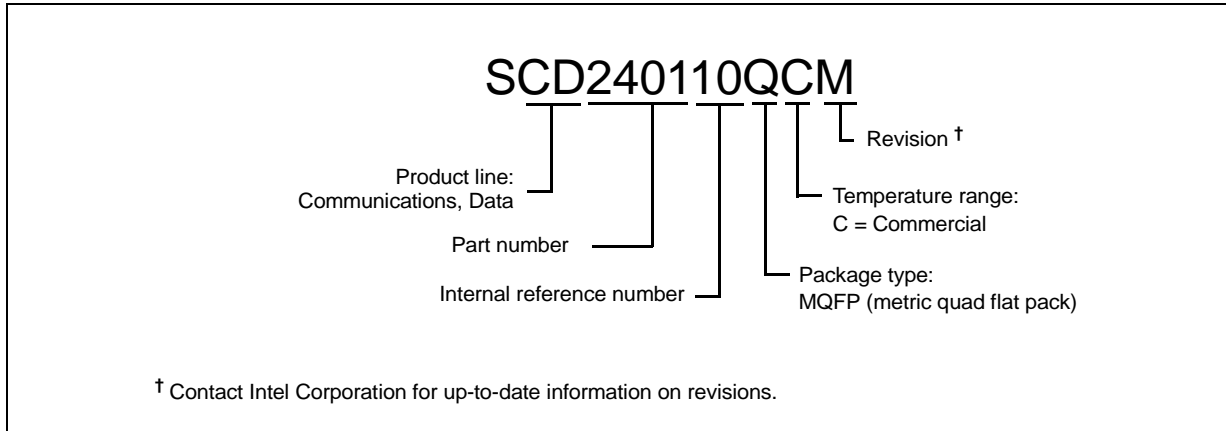 SCD240110QCM
Revision †
Product line:
Communications, Data
Temperature range:
C = Commercial
Part number
Package type:
MQFP (metric quad flat pack)
Internal reference number
† Contact Intel Corporation for up-to-date information on revisions.